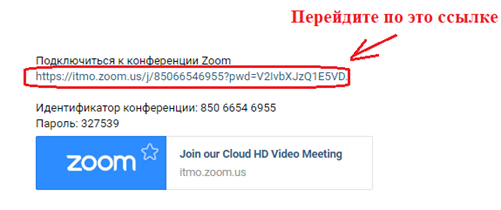 Перейдите по это ссылке
Подключиться к конференции Zoom
https://itmo.zoom.us/j/85066546955?pwd=V2IvbXJzQ1E5VD.
Идентификатор конференции: 850 6654 6955
Пароль: 327539
zoom
Join our Cloud HD Video Meeting
itmo.zoom.us